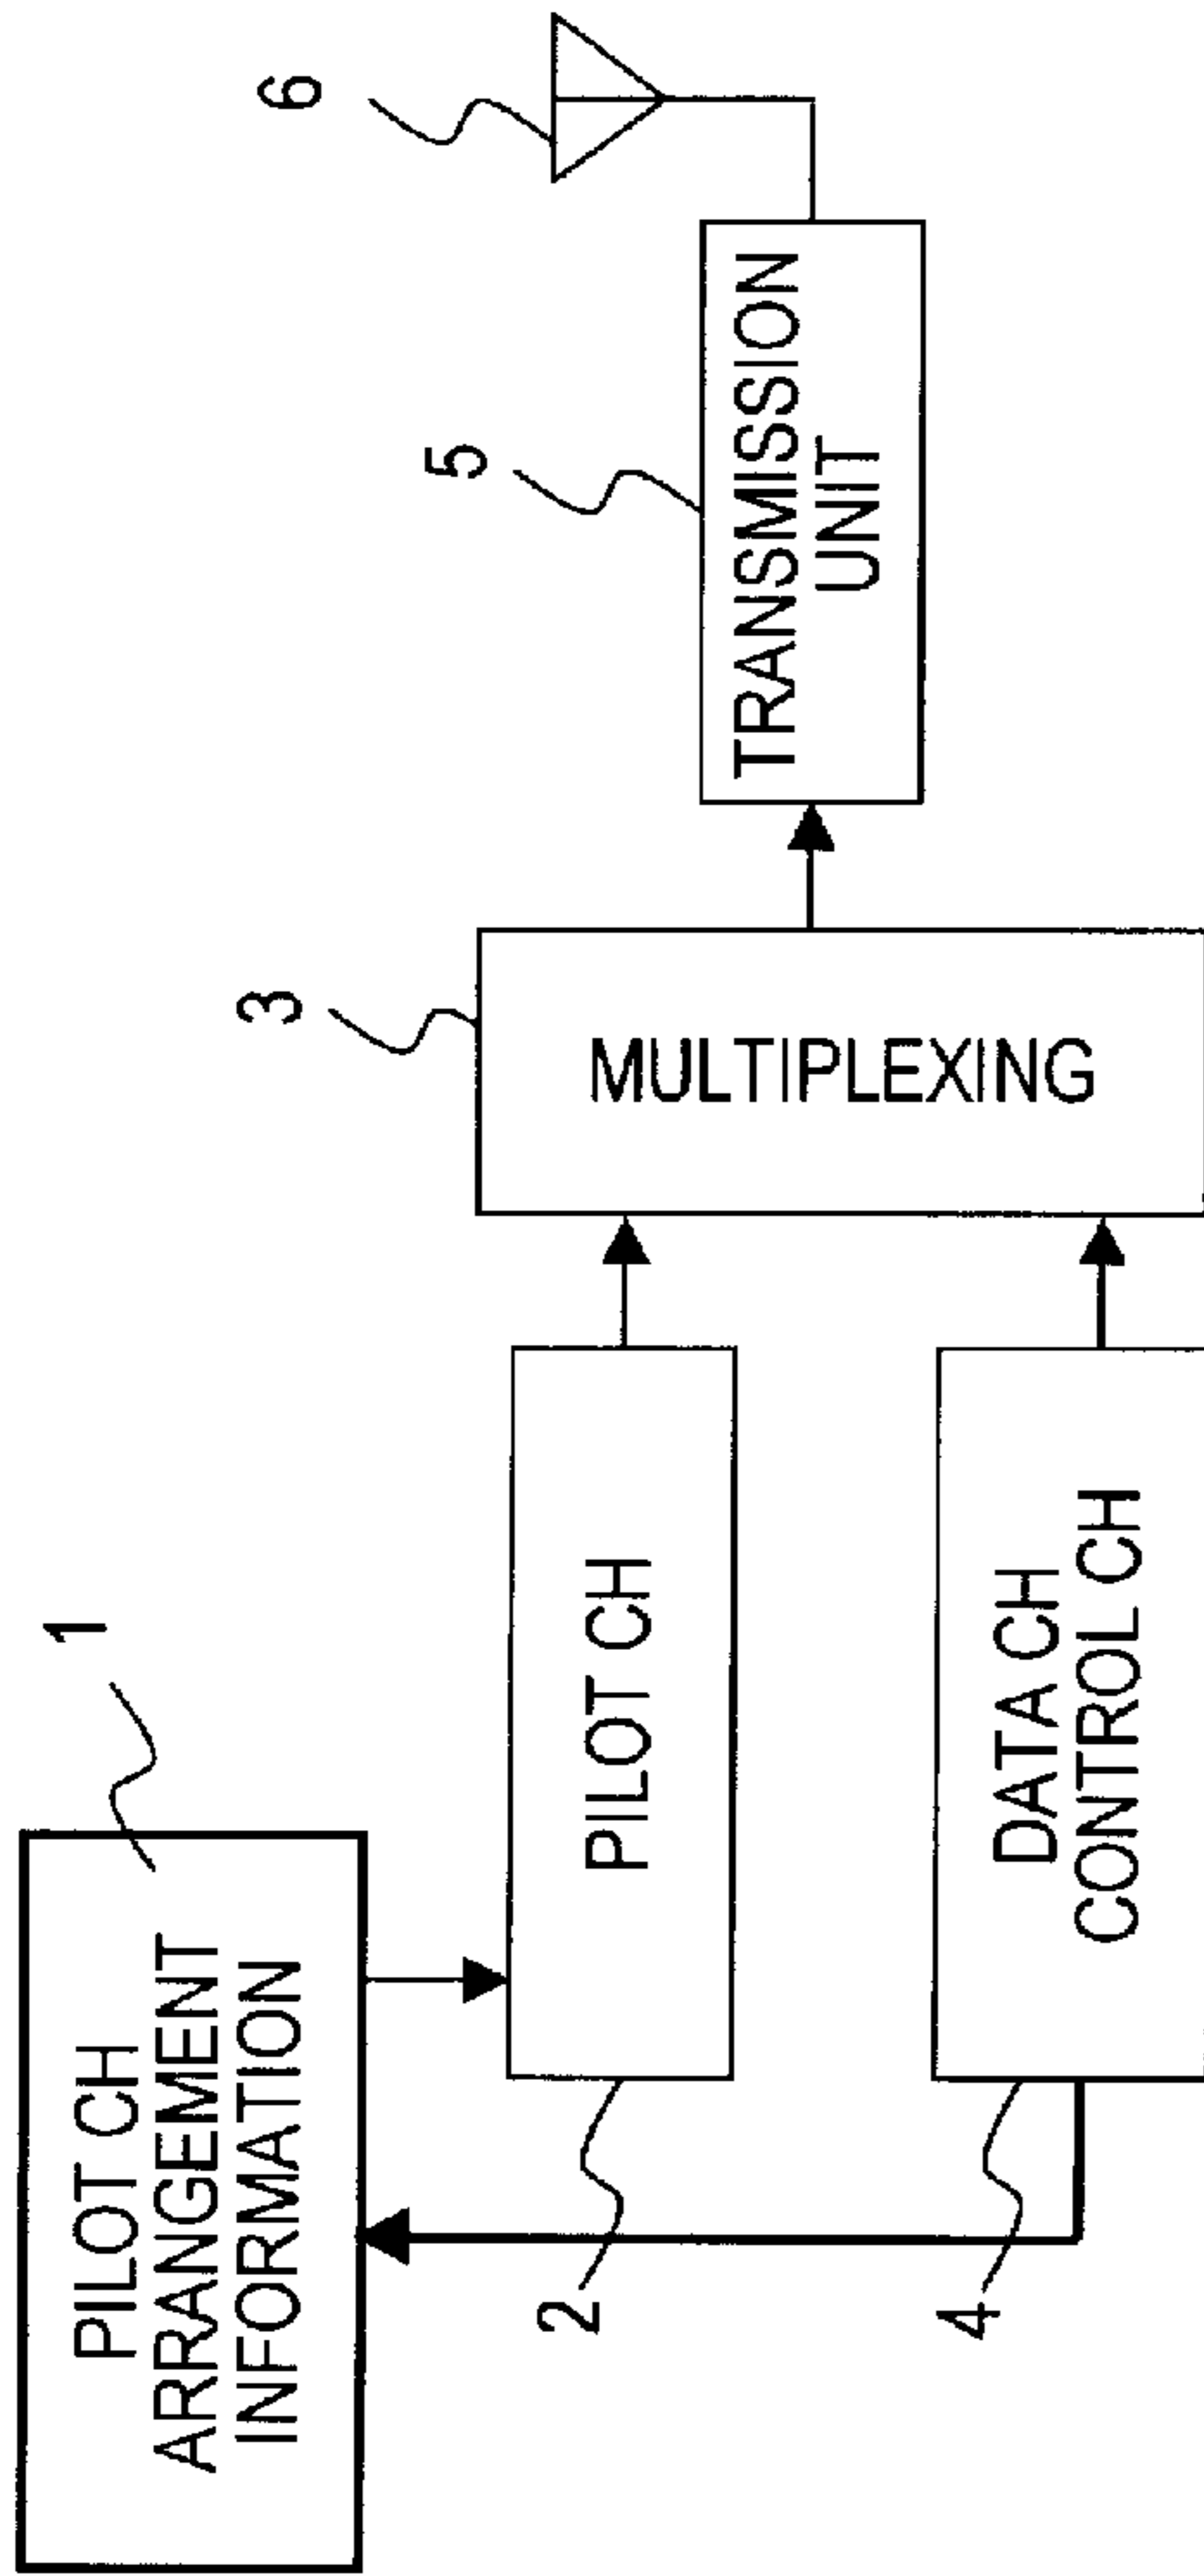 1
PILOT CH
ARRANGEMENT
INFORMATION
2
PILOT CH
3
MULTIPLEXING
4
DATA CH
CONTROL CH
5
TRANSMISSION
UNIT
6